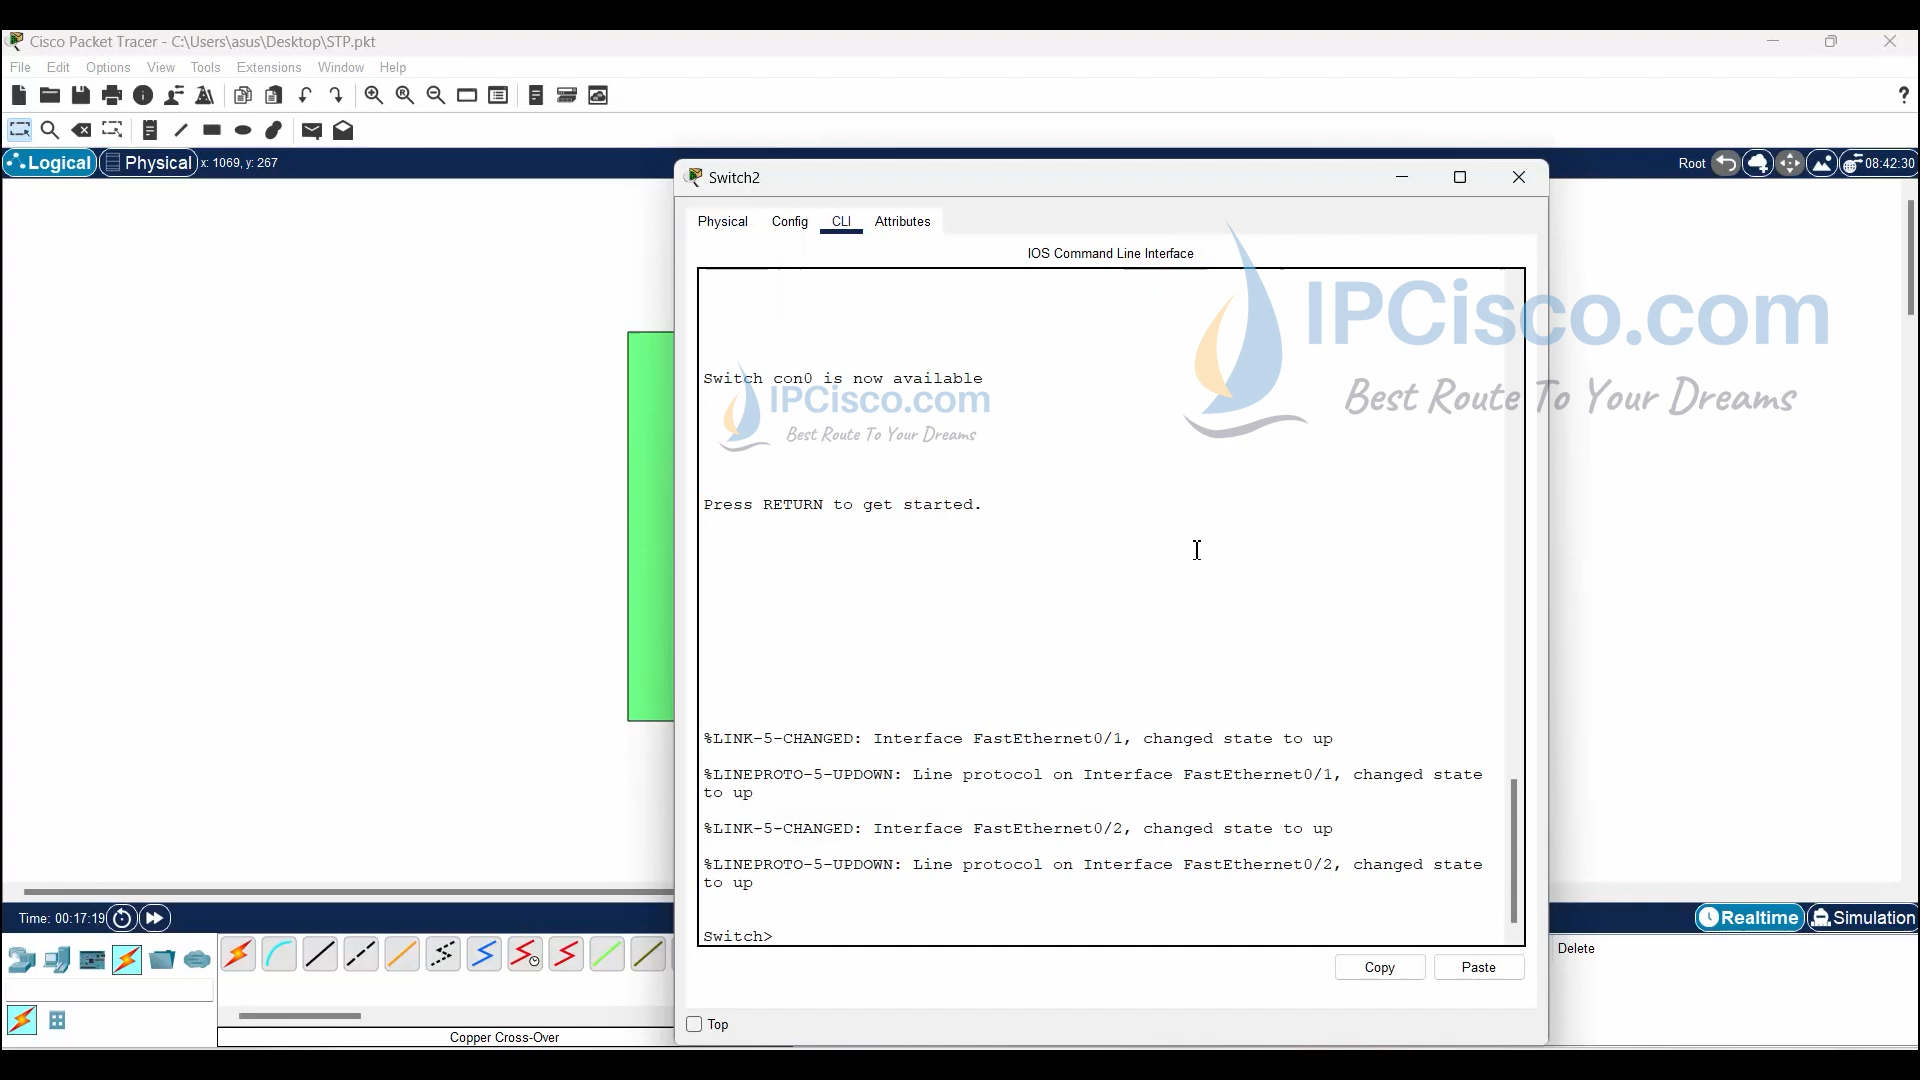 Cisco Packet Tracer - C:\Users\asus\Desktop\STP.pkt
File Edit Options View Tools Extensions Window Help
?
Logical Physical x: 1069, y: 267 Root 08:42:30
Switch2
Physical Config CLI Attributes
IOS Command Line Interface
IPCisco.com
Best Route To Your Dreams
Switch con0 is now available
IPCisco.com
Best Route To Your Dreams
Press RETURN to get started.
%LINK-5-CHANGED: Interface FastEthernet0/1, changed state to up
%LINEPROTO-5-UPDOWN: Line protocol on Interface FastEthernet0/1, changed state
to up
%LINK-5-CHANGED: Interface FastEthernet0/2, changed state to up
%LINEPROTO-5-UPDOWN: Line protocol on Interface FastEthernet0/2, changed state
to up
Switch>
Time: 00:17:19 Realtime Simulation
Delete
Copy Paste
Top
Copper Cross-Over